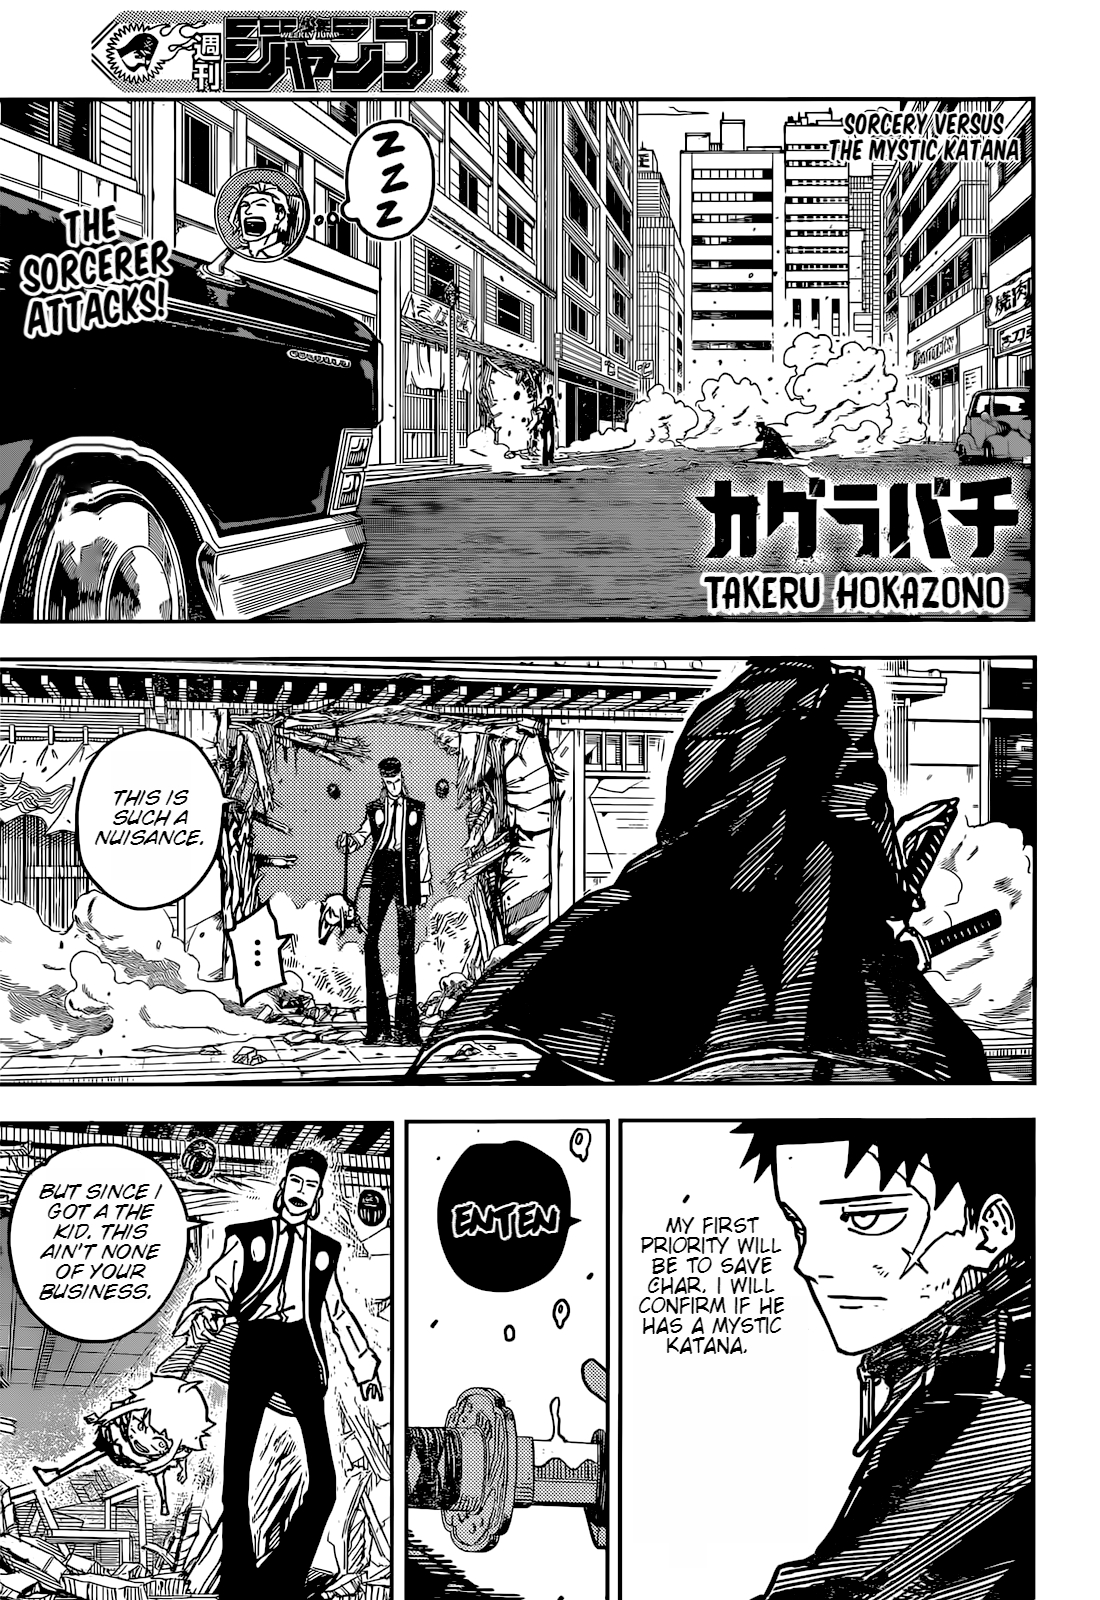 週刊
ジャンプ
WEEKLY JUMP
SORCERY VERSUS
THE MYSTIC KATANA
Z
Z
Z
THE
SORCERER
ATTACKS!
焼肉
カグラバチ
TAKERU HOKAZONO
THIS IS
SUCH A
NUISANCE.
...
MY FIRST
PRIORITY WILL
BE TO SAVE
CHAR. I WILL
CONFIRM IF HE
HAS A MYSTIC
KATANA.
ENTEN
BUT SINCE I
GOT A THE
KID. THIS
AIN'T NONE
OF YOUR
BUSINESS.